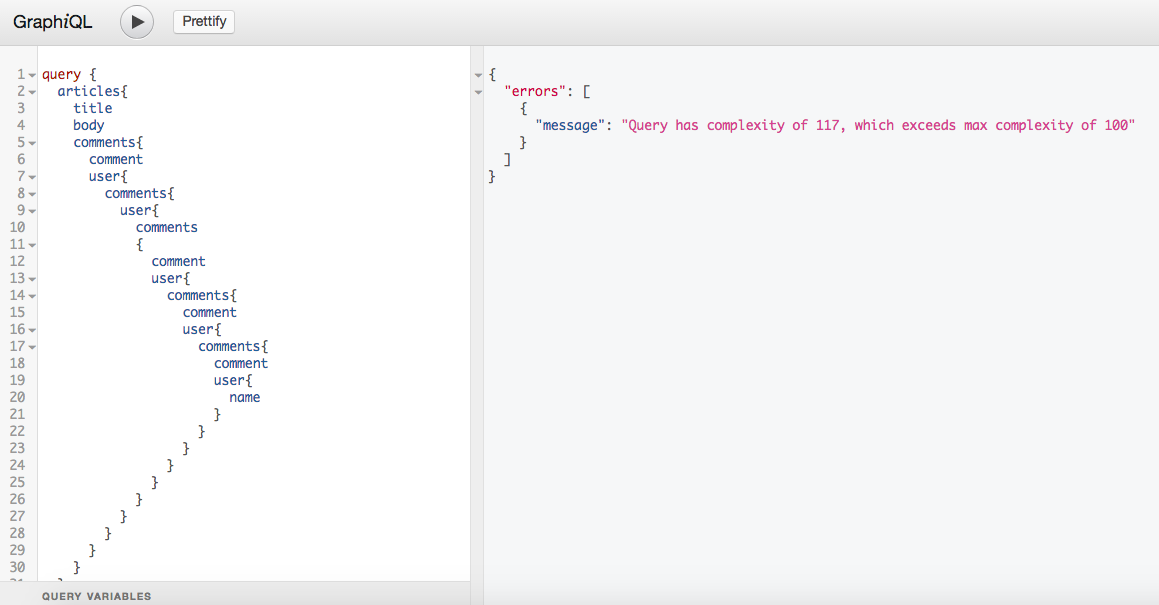 GraphiQL
Prettify
1 query {
2 articles{
3 title
4 body
5 comments{
6 comment
7 user{
8 comments{
9 user{
10 comments
11 {
12 comment
13 user{
14 comments{
15 comment
16 user{
17 comments{
18 comment
19 user{
20 name
21 }
22 }
23 }
24 }
25 }
26 }
27 }
28 }
29 }
30 }
{
"errors": [
{
"message": "Query has complexity of 117, which exceeds max complexity of 100"
}
]
}
QUERY VARIABLES